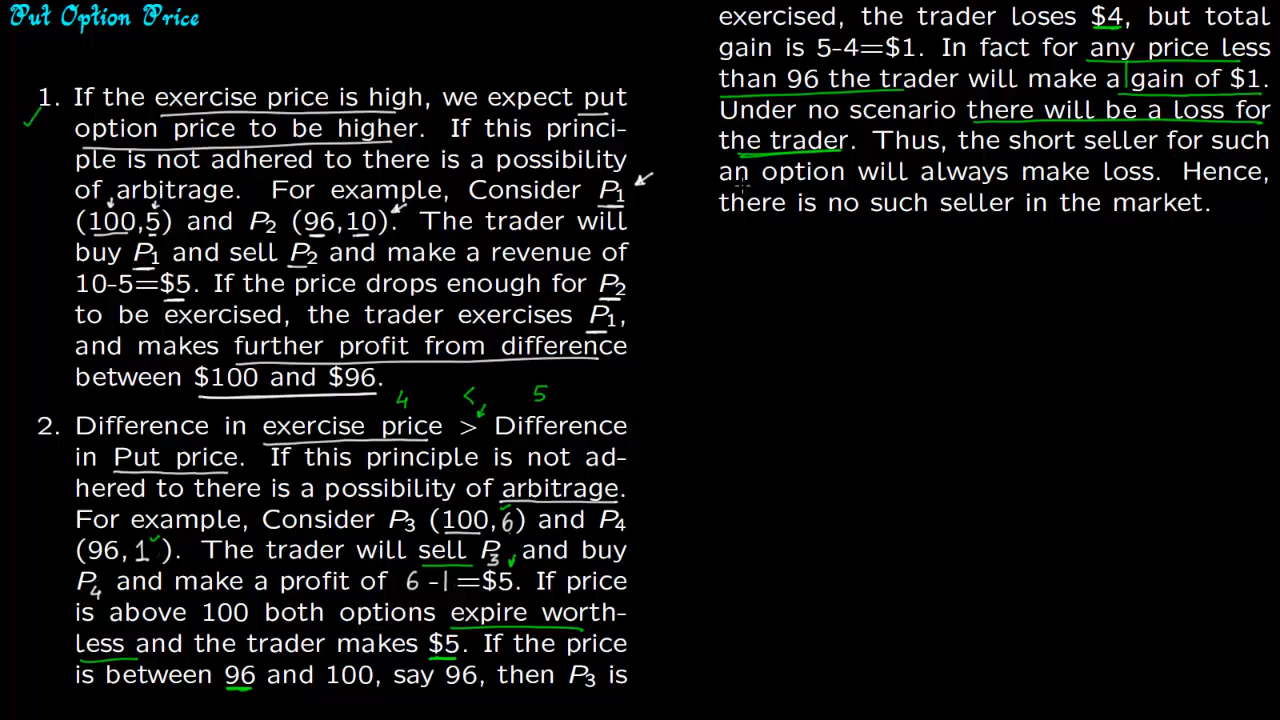 Put Option Price
1. If the exercise price is high, we expect put
option price to be higher. If this princi-
ple is not adhered to there is a possibility
of arbitrage. For example, Consider P1
(100,5) and P2 (96,10). The trader will
buy P1 and sell P2 and make a revenue of
10-5=$5. If the price drops enough for P2
to be exercised, the trader exercises P1,
and makes further profit from difference
between $100 and $96.
4 < 5
2. Difference in exercise price > Difference
in Put price. If this principle is not ad-
hered to there is a possibility of arbitrage.
For example, Consider P3 (100,6) and P4
(96,1). The trader will sell P3 and buy
P4 and make a profit of 6-1=$5. If price
is above 100 both options expire worth-
less and the trader makes $5. If the price
is between 96 and 100, say 96, then P3 is
exercised, the trader loses $4, but total
gain is 5-4=$1. In fact for any price less
than 96 the trader will make a gain of $1.
Under no scenario there will be a loss for
the trader. Thus, the short seller for such
an option will always make loss. Hence,
there is no such seller in the market.